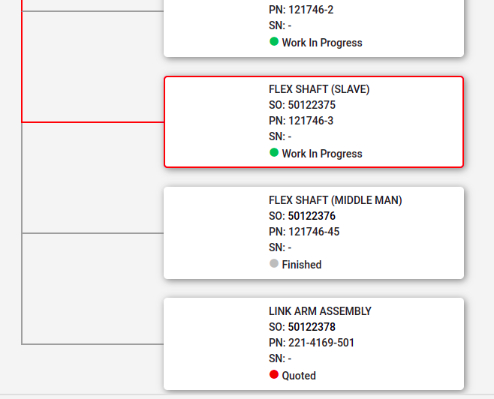 PN: 121746-2
SN: -
Work In Progress
FLEX SHAFT (SLAVE)
SO: 50122375
PN: 121746-3
SN: -
Work In Progress
FLEX SHAFT (MIDDLE MAN)
SO: 50122376
PN: 121746-45
SN: -
Finished
LINK ARM ASSEMBLY
SO: 50122378
PN: 221-4169-501
SN: -
Quoted